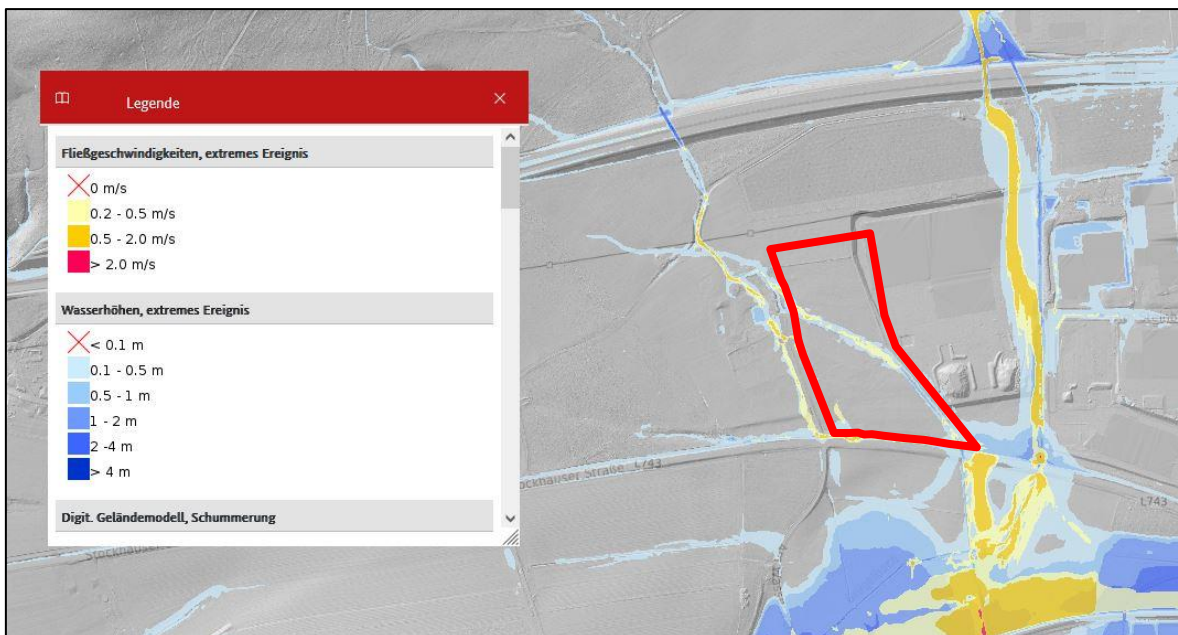 Legende
Fließgeschwindigkeiten, extremes Ereignis
0 m/s
0.2 - 0.5 m/s
0.5 - 2.0 m/s
> 2.0 m/s
Wasserhöhen, extremes Ereignis
< 0.1 m
0.1 - 0.5 m
0.5 - 1 m
1 - 2 m
2 -4 m
> 4 m
Digit. Geländemodell, Schummerung
ockhauser Straße L743
L743